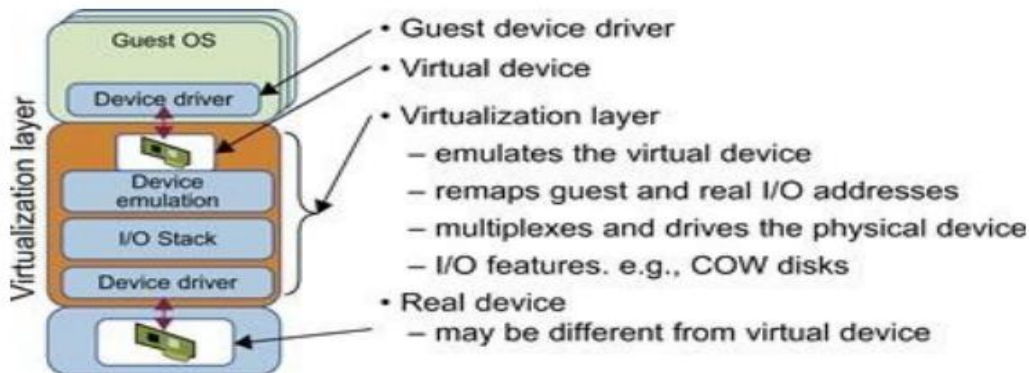 Guest OS
Device driver
Virtualization layer
Device
emulation
I/O Stack
Device driver
• Guest device driver
• Virtual device
• Virtualization layer
– emulates the virtual device
– remaps guest and real I/O addresses
– multiplexes and drives the physical device
– I/O features. e.g., COW disks
• Real device
– may be different from virtual device